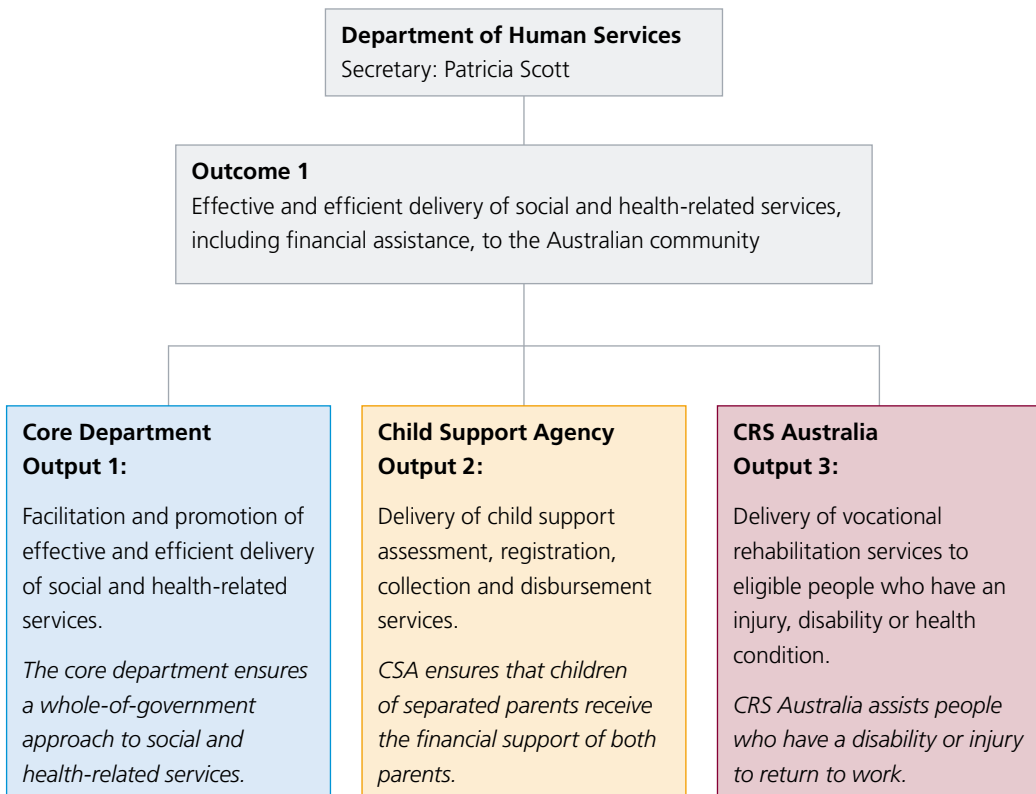 Department of Human Services
Secretary: Patricia Scott
Outcome 1
Effective and efficient delivery of social and health-related services,
including financial assistance, to the Australian community
Core Department
Output 1:
Facilitation and promotion of
effective and efficient delivery
of social and health-related
services.
The core department ensures
a whole-of-government
approach to social and
health-related services.
Child Support Agency
Output 2:
Delivery of child support
assessment, registration,
collection and disbursement
services.
CSA ensures that children
of separated parents receive
the financial support of both
parents.
CRS Australia
Output 3:
Delivery of vocational
rehabilitation services to
eligible people who have an
injury, disability or health
condition.
CRS Australia assists people
who have a disability or injury
to return to work.